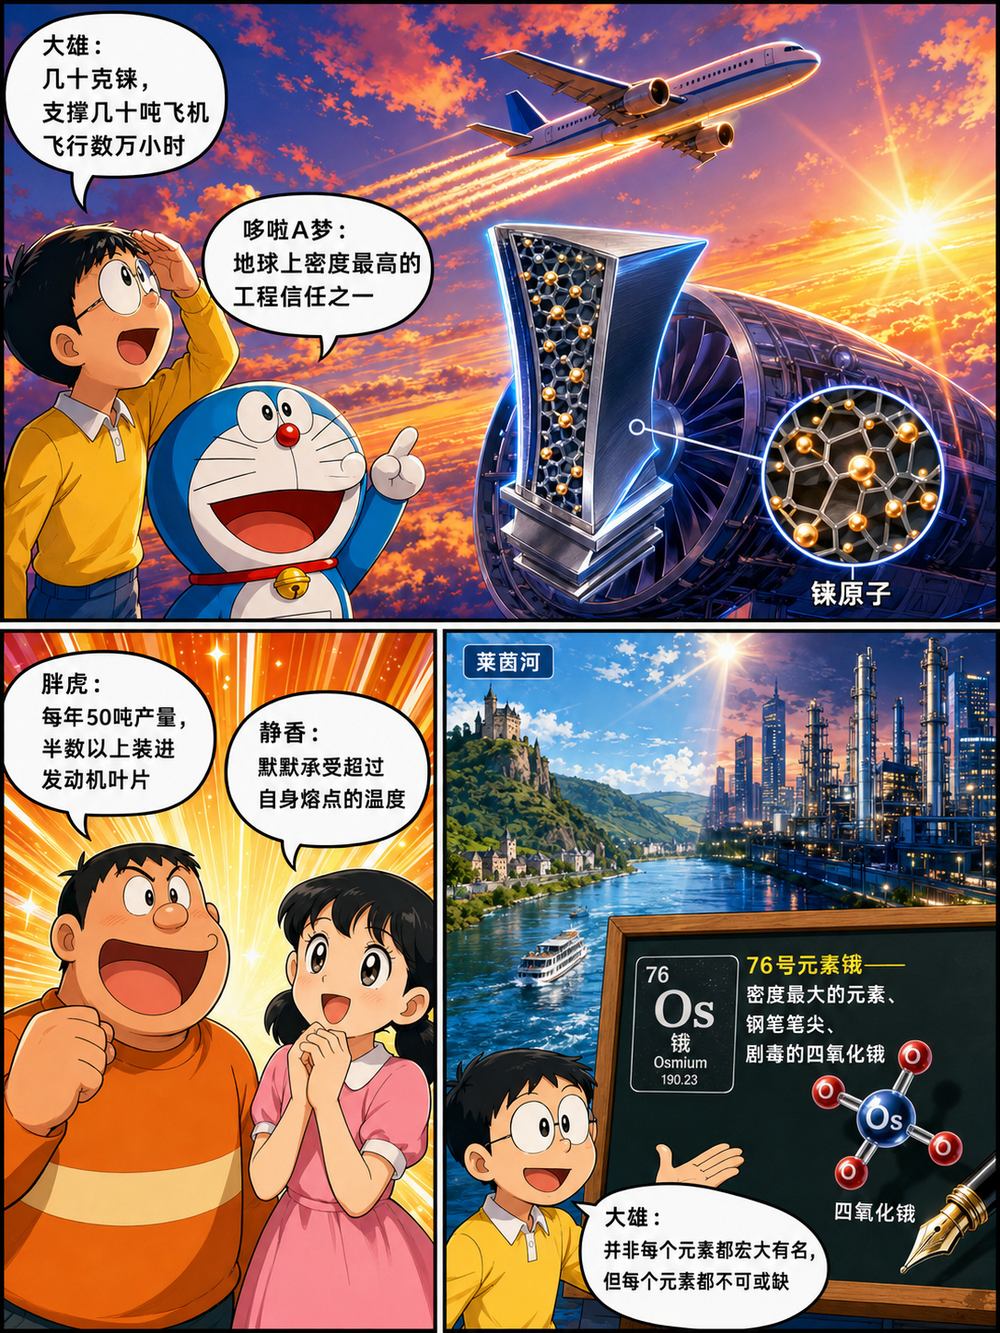 大雄：
几十克铼，
支撑几十吨飞机
飞行数万小时
哆啦A梦：
地球上密度最高的
工程信任之一
铼原子
胖虎：
每年50吨产量，
半数以上装进
发动机叶片
静香：
默默承受超过
自身熔点的温度
莱茵河
76
Os
锇
Osmium
190.23
76号元素锇——
密度最大的元素、
钢笔笔尖、
剧毒的四氧化锇
O
O
Os
O
O
四氧化锇
大雄：
并非每个元素都宏大有名，
但每个元素都不可或缺